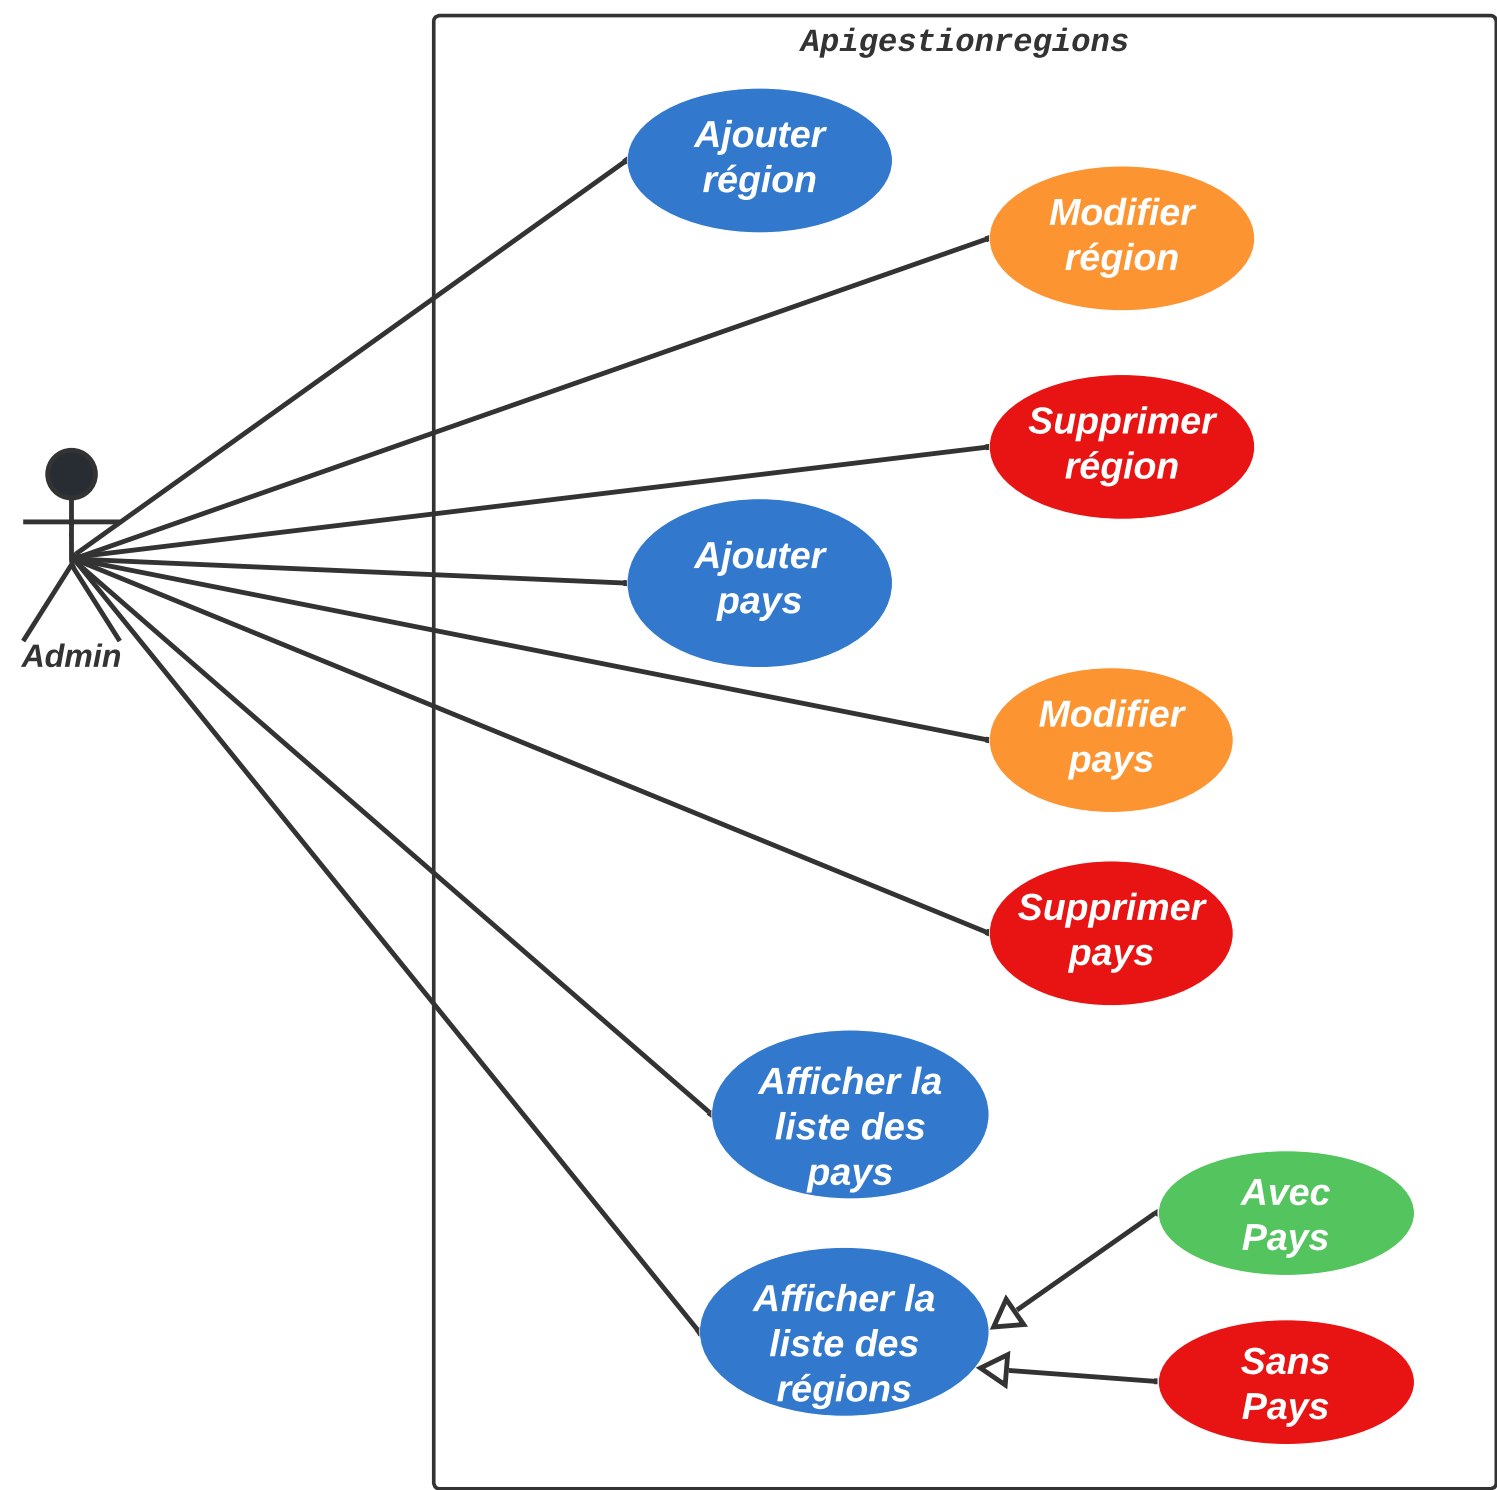 Apigestionregions
Ajouter
région
Modifier
région
Supprimer
région
Ajouter
pays
Admin
Modifier
pays
Supprimer
pays
Afficher la
liste des
pays
Avec
Pays
Afficher la
liste des
régions
Sans
Pays